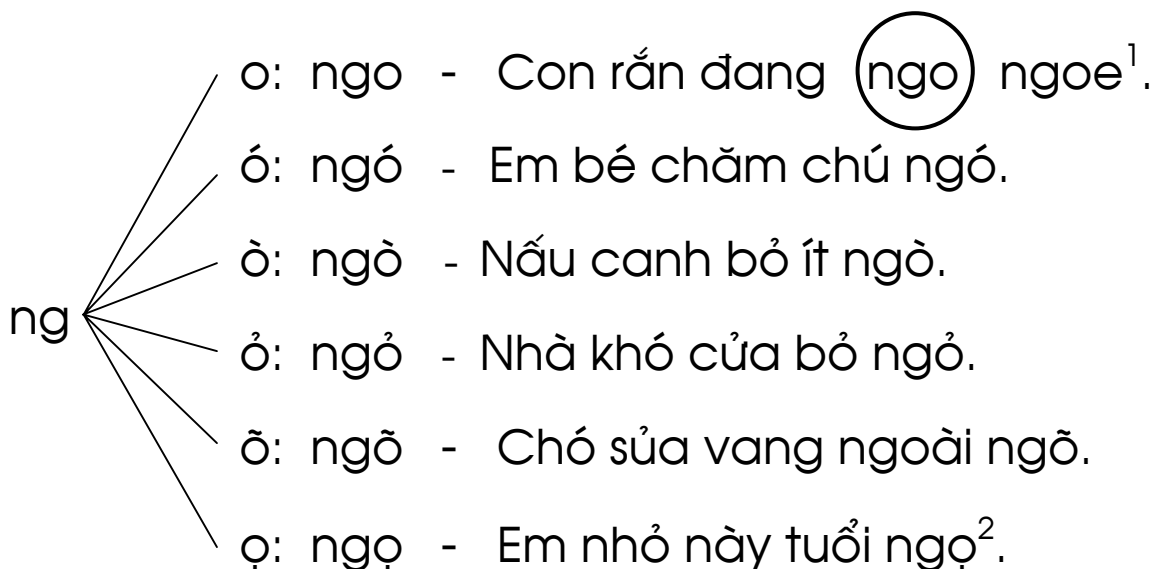 o: ngo - Con rắn đang ngo ngoe¹.
ó: ngó - Em bé chăm chú ngó.
ò: ngò - Nấu canh bỏ ít ngò.
ng
ỏ: ngỏ - Nhà khó cửa bỏ ngỏ.
õ: ngõ - Chó sủa vang ngoài ngõ.
ọ: ngọ - Em nhỏ này tuổi ngọ².